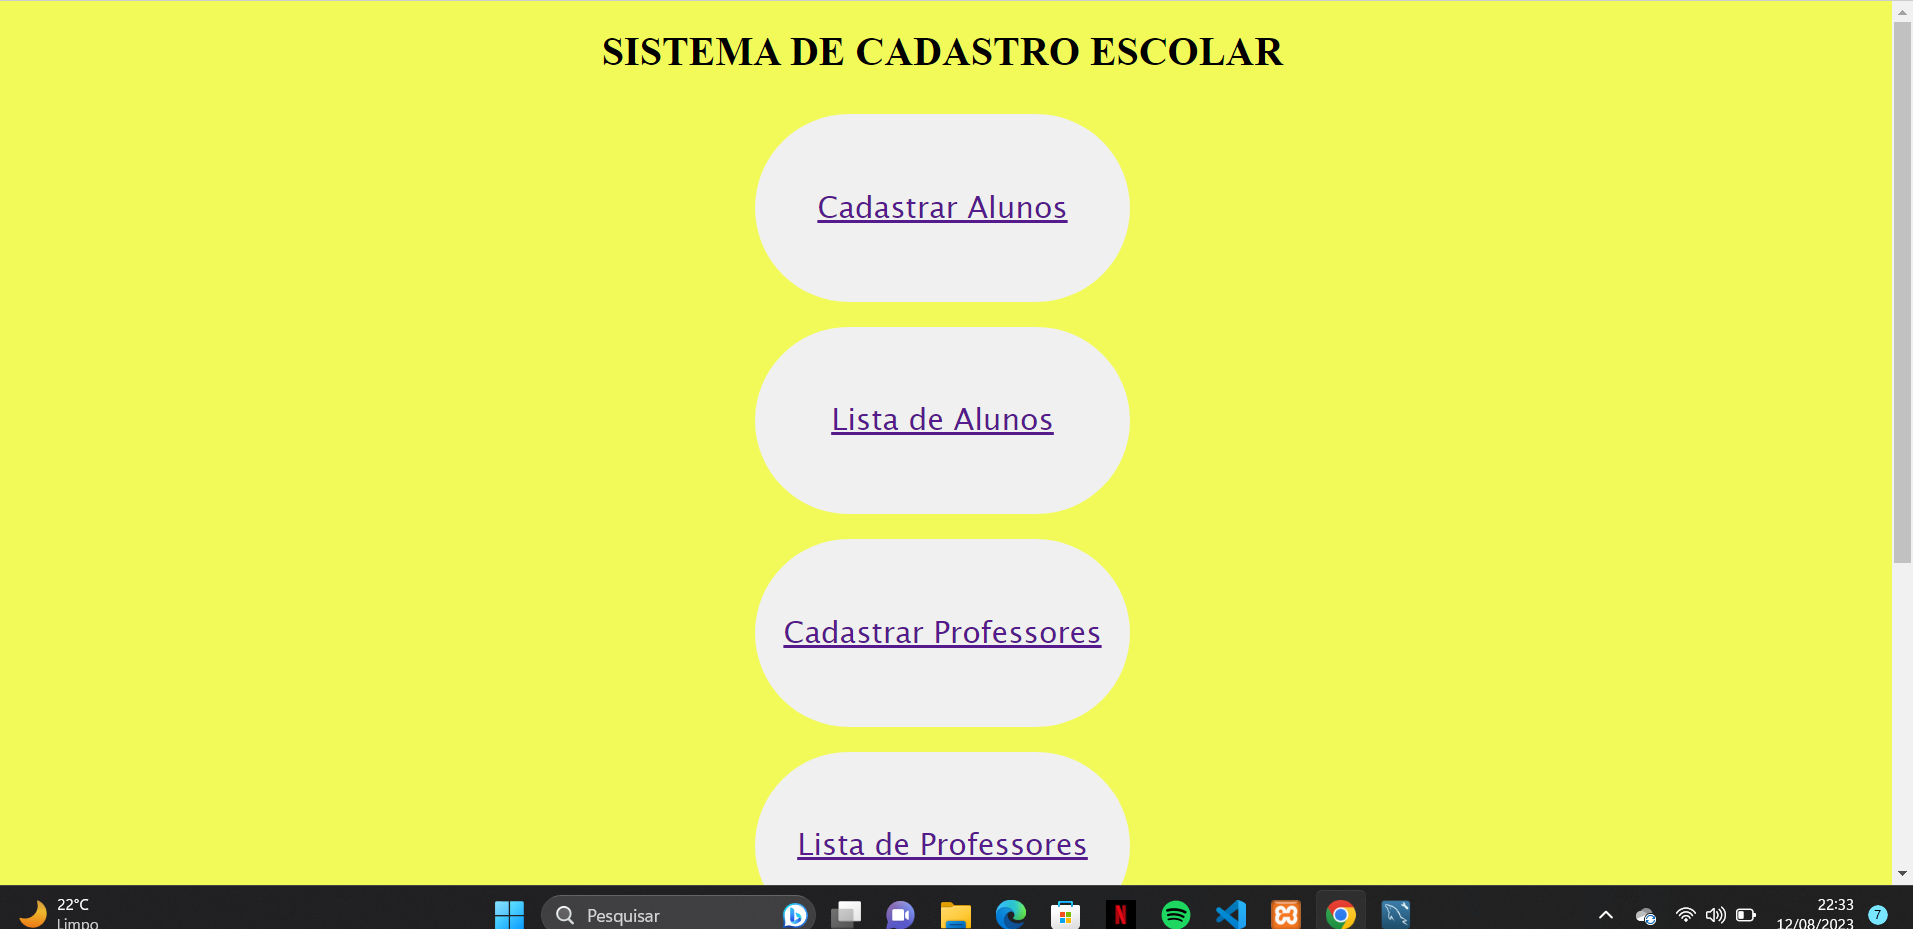 SISTEMA DE CADASTRO ESCOLAR
Cadastrar Alunos
Lista de Alunos
Cadastrar Professores
Lista de Professores
22°C
Limpo
Pesquisar
22:33
12/08/2023
7